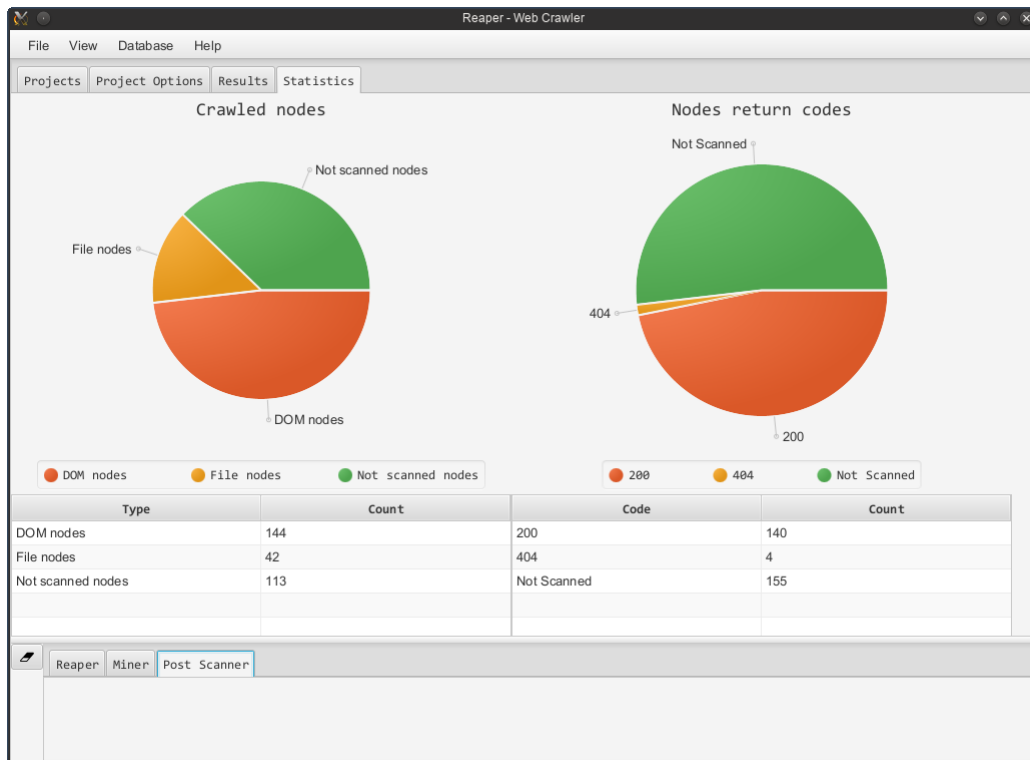 Reaper - Web Crawler
File View Database Help
Projects Project Options Results Statistics
Crawled nodes
Not scanned nodes
File nodes
DOM nodes
DOM nodes File nodes Not scanned nodes
Nodes return codes
Not Scanned
404
200
200 404 Not Scanned
Type Count
DOM nodes 144
File nodes 42
Not scanned nodes 113
Code Count
200 140
404 4
Not Scanned 155
Reaper Miner Post Scanner